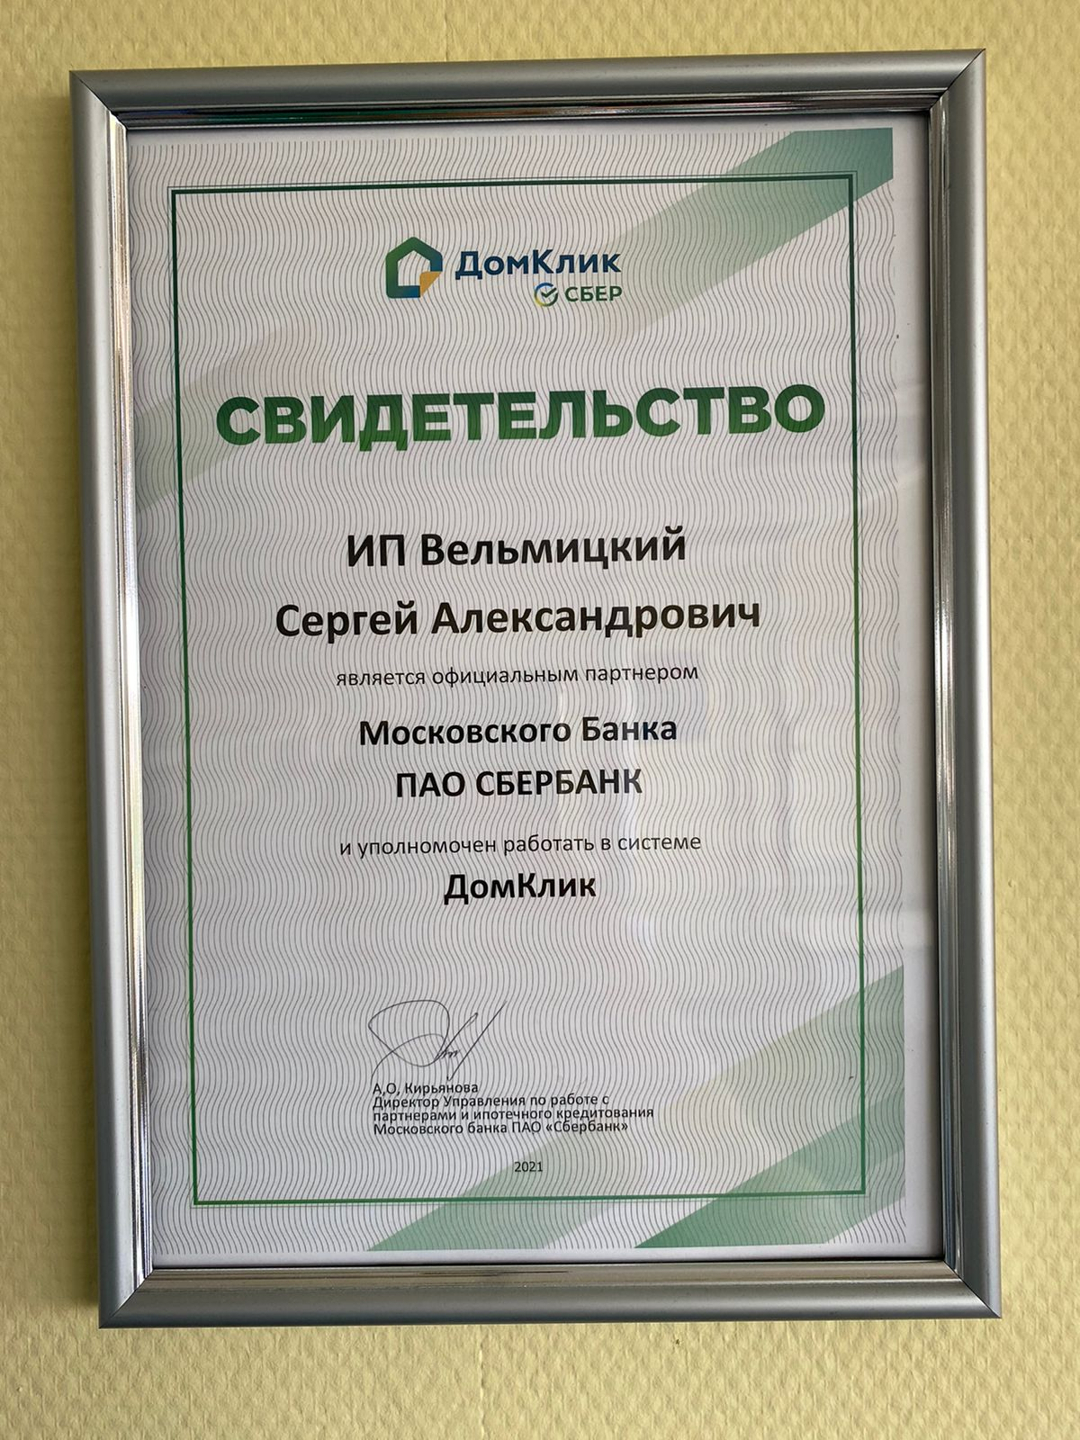 ДомКлик
СБЕР
СВИДЕТЕЛЬСТВО
ИП Вельмицкий
Сергей Александрович
является официальным партнером
Московского Банка
ПАО СБЕРБАНК
и уполномочен работать в системе
ДомКлик
А,О, Кирьянова
Директор Управления по работе с
партнерами и ипотечного кредитования
Московского банка ПАО «Сбербанк»
2021